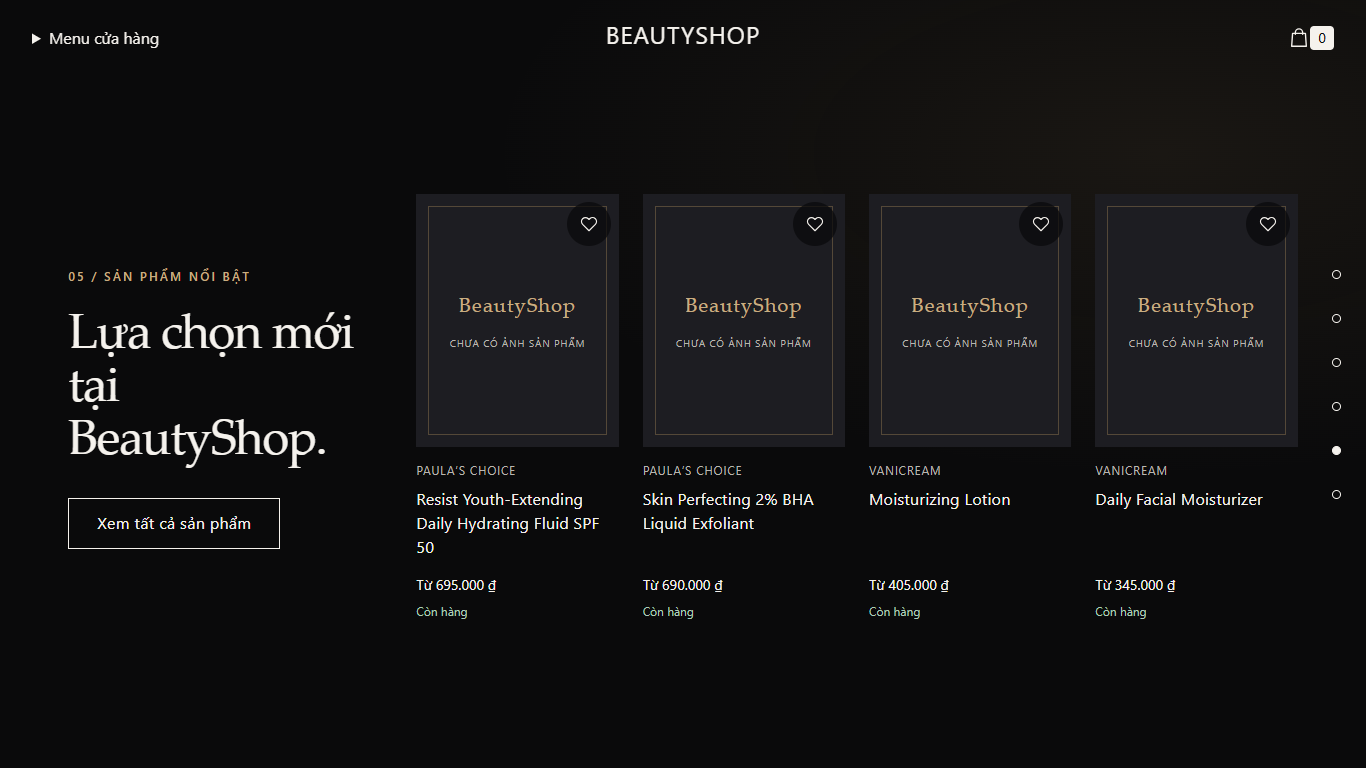 Menu cửa hàng
BEAUTYSHOP
0
05 / SẢN PHẨM NỔI BẬT
Lựa chọn mới
tại
BeautyShop.
Xem tất cả sản phẩm
BeautyShop
CHƯA CÓ ẢNH SẢN PHẨM
PAULA'S CHOICE
Resist Youth-Extending
Daily Hydrating Fluid SPF
50
Từ 695.000 ₫
Còn hàng
BeautyShop
CHƯA CÓ ẢNH SẢN PHẨM
PAULA'S CHOICE
Skin Perfecting 2% BHA
Liquid Exfoliant
Từ 690.000 ₫
Còn hàng
BeautyShop
CHƯA CÓ ẢNH SẢN PHẨM
VANICREAM
Moisturizing Lotion
Từ 405.000 ₫
Còn hàng
BeautyShop
CHƯA CÓ ẢNH SẢN PHẨM
VANICREAM
Daily Facial Moisturizer
Từ 345.000 ₫
Còn hàng